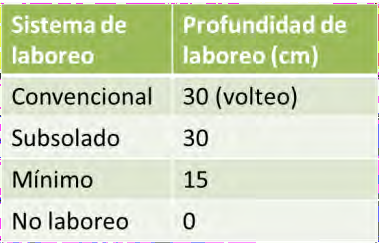 Sistema de laboreo Profundidad de laboreo (cm)
Convencional 30 (volteo)
Subsolado 30
Mínimo 15
No laboreo 0